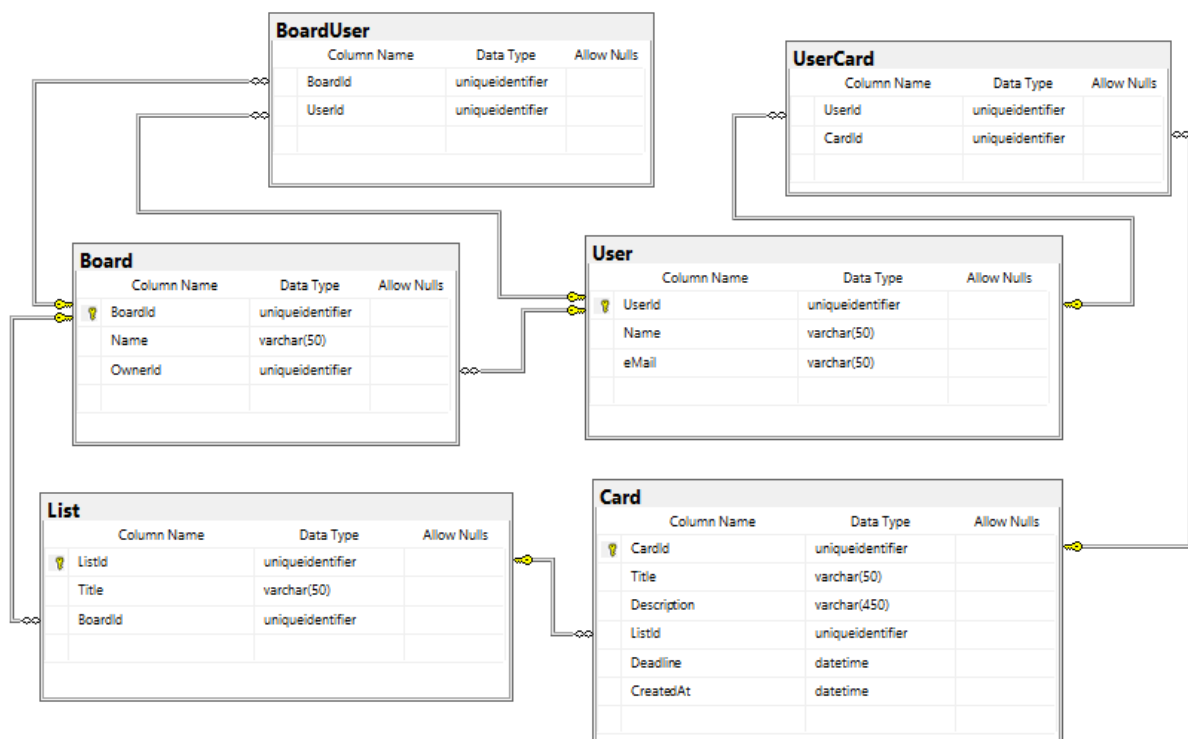 BoardUser
Column Name Data Type Allow Nulls
BoardId uniqueidentifier
UserId uniqueidentifier
UserCard
Column Name Data Type Allow Nulls
UserId uniqueidentifier
CardId uniqueidentifier
Board
Column Name Data Type Allow Nulls
BoardId uniqueidentifier
Name varchar(50)
OwnerId uniqueidentifier
User
Column Name Data Type Allow Nulls
UserId uniqueidentifier
Name varchar(50)
eMail varchar(50)
List
Column Name Data Type Allow Nulls
ListId uniqueidentifier
Title varchar(50)
BoardId uniqueidentifier
Card
Column Name Data Type Allow Nulls
CardId uniqueidentifier
Title varchar(50)
Description varchar(450)
ListId uniqueidentifier
Deadline datetime
CreatedAt datetime